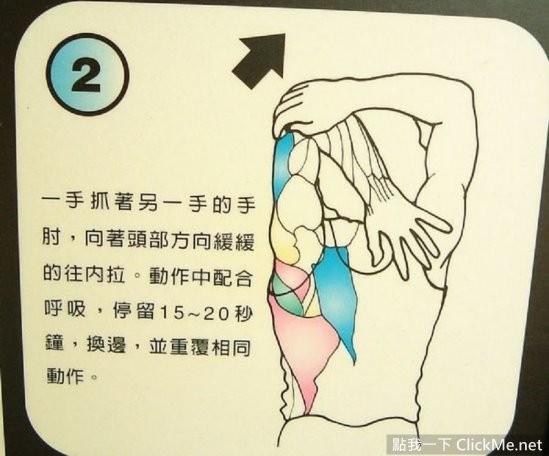 2
一手抓著另一手的手
肘，向著頭部方向緩緩
的往內拉。動作中配合
呼吸，停留15~20秒
鐘，換邊，並重覆相同
動作。
點我一下 ClickMe.net